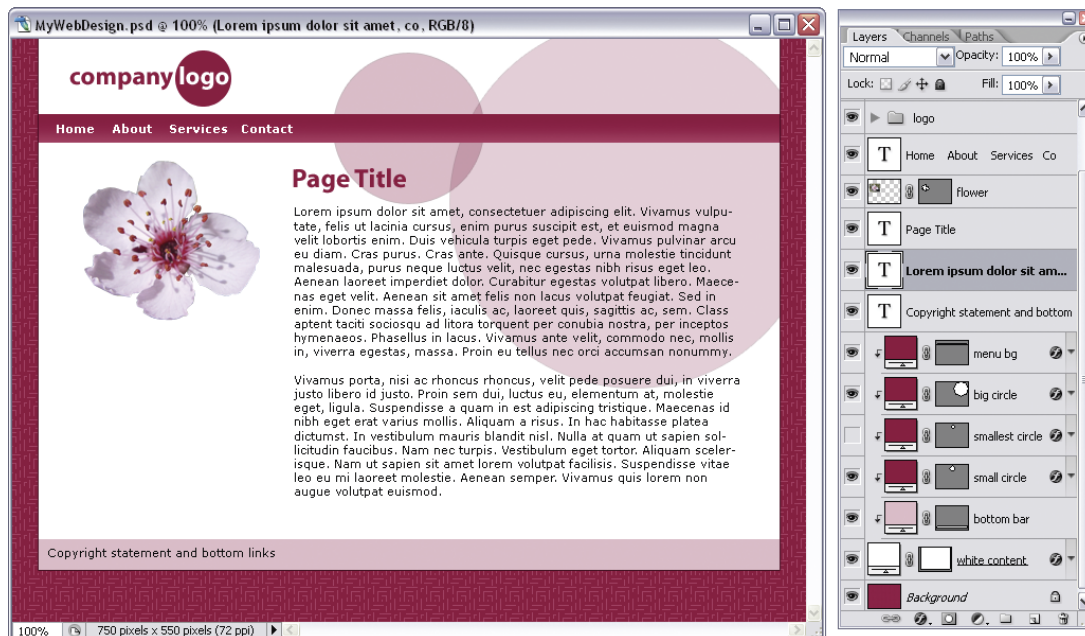 MyWebDesign.psd @ 100% (Lorem ipsum dolor sit amet, co, RGB/8)
company logo
Home About Services Contact
Page Title
Lorem ipsum dolor sit amet, consectetuer adipiscing elit. Vivamus vulpu-
tate, felis ut lacinia cursus, enim purus suscipit est, et euismod magna
velit lobortis enim. Duis vehicula turpis eget pede. Vivamus pulvinar arcu
eu diam. Cras purus. Cras ante. Quisque cursus, urna molestie tincidunt
malesuada, purus neque luctus velit, nec egestas nibh risus eget leo.
Aenean laoreet imperdiet dolor. Curabitur egestas volutpat libero. Maece-
nas eget velit. Aenean sit amet felis non lacus volutpat feugiat. Sed in
enim. Donec massa felis, iaculis ac, laoreet quis, sagittis ac, sem. Class
aptent taciti sociosqu ad litora torquent per conubia nostra, per inceptos
hymenaeos. Phasellus in lacus. Vivamus ante velit, commodo nec, mollis
in, viverra egestas, massa. Proin eu tellus nec orci accumsan nonummy.
Vivamus porta, nisi ac rhoncus rhoncus, velit pede posuere dui, in viverra
justo libero id justo. Proin sem dui, luctus eu, elementum at, molestie
eget, ligula. Suspendisse a quam in est adipiscing tristique. Maecenas id
nibh eget erat varius mollis. Aliquam a risus. In hac habitasse platea
dictumst. In vestibulum mauris blandit nisl. Nulla at quam ut sapien sol-
licitudin faucibus. Nam nec turpis. Vestibulum eget tortor. Aliquam sceler-
isque. Nam ut sapien sit amet lorem volutpat facilisis. Suspendisse vitae
leo eu mi laoreet molestie. Aenean semper. Vivamus quis lorem non
augue volutpat euismod.
Copyright statement and bottom links
100% 750 pixels x 550 pixels (72 ppi)
Layers Channels Paths
Normal Opacity: 100%
Lock: Fill: 100%
logo
T Home About Services Co
flower
T Page Title
T Lorem ipsum dolor sit am...
T Copyright statement and bottom
menu bg
big circle
smallest circle
small circle
bottom bar
white content
Background